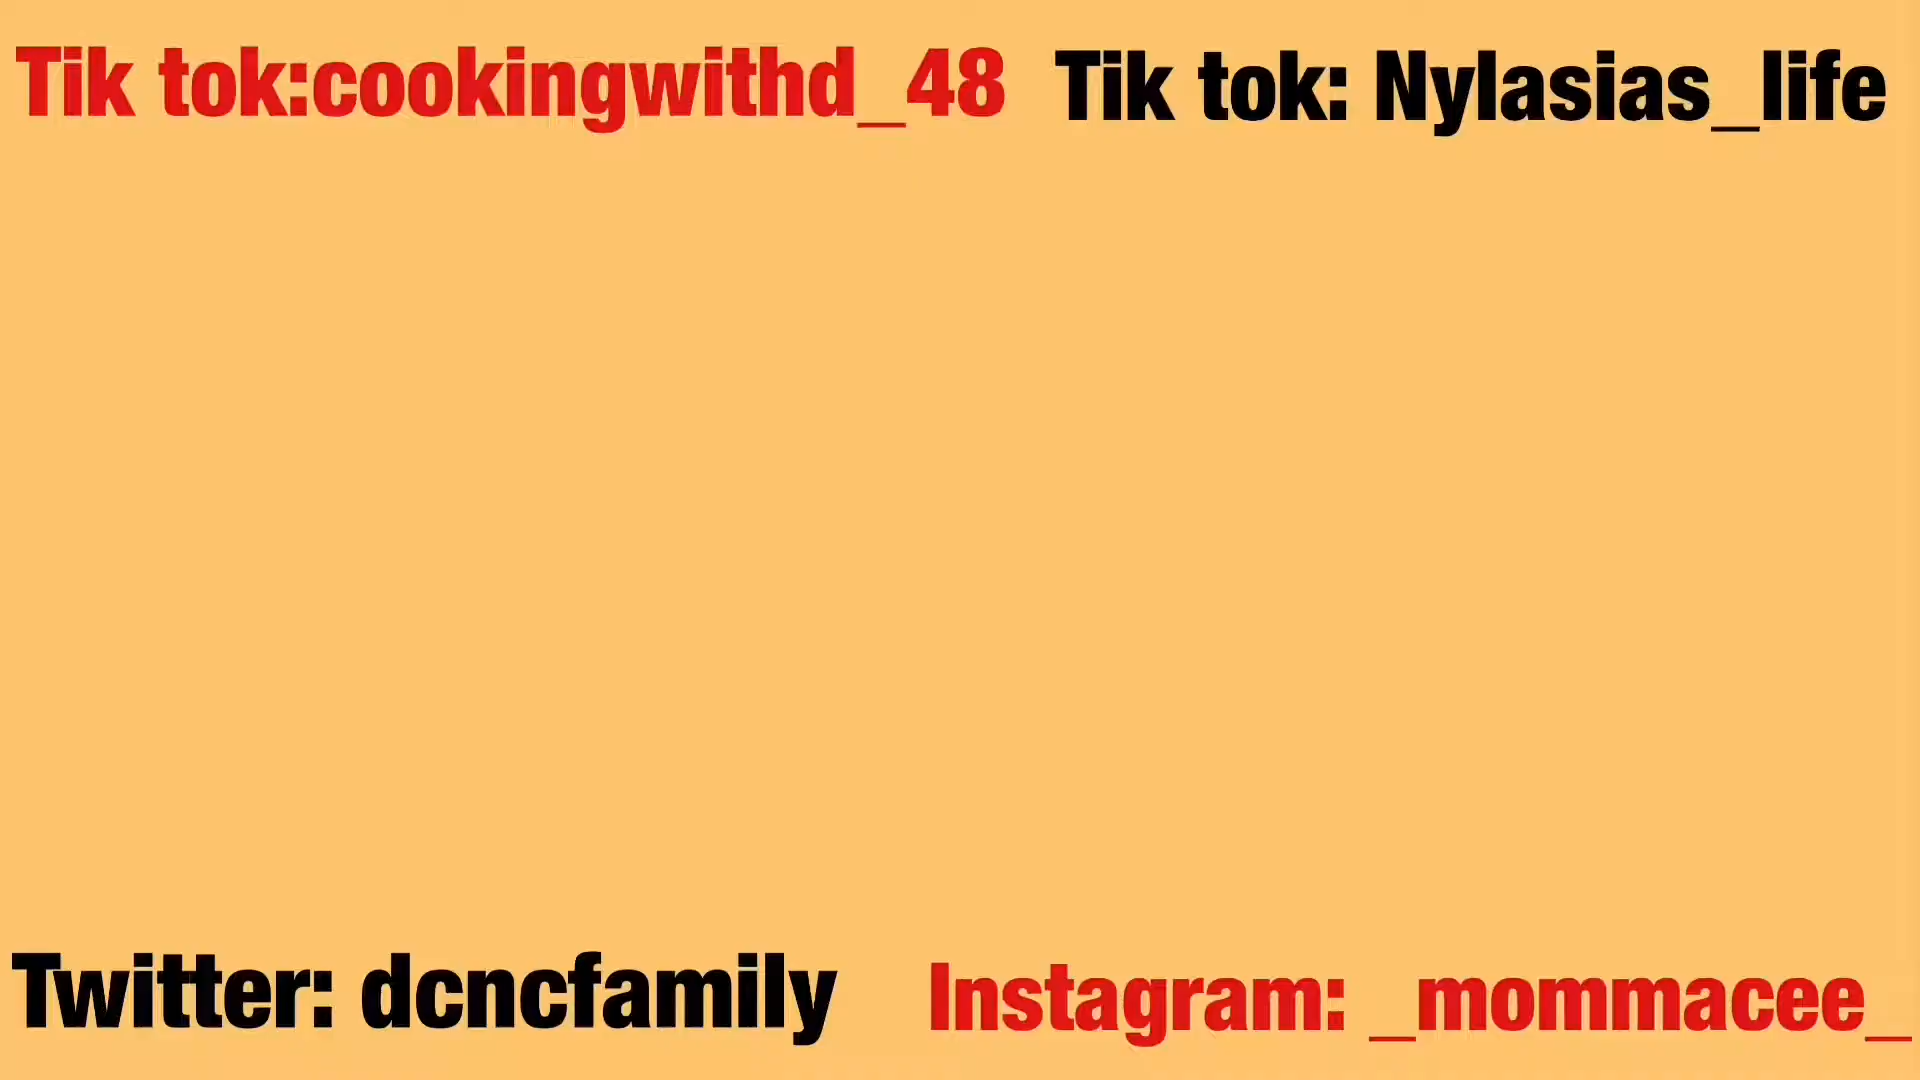 Tik tok:cookingwithd_48
Tik tok: Nylasias_life
Twitter: dcncfamily
Instagram: _mommacee_